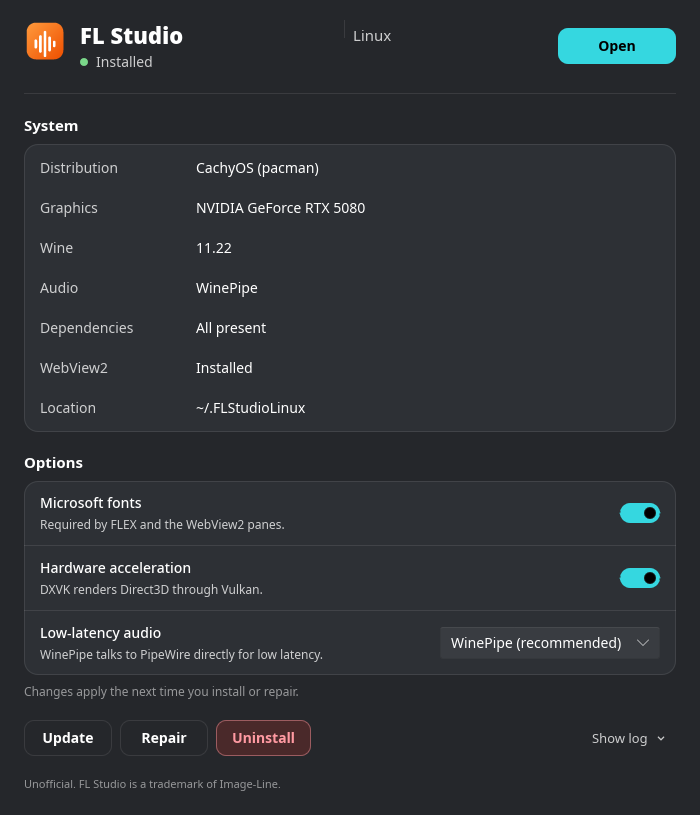 FL Studio
Installed
Linux
Open
System
Distribution CachyOS (pacman)
Graphics NVIDIA GeForce RTX 5080
Wine 11.22
Audio WinePipe
Dependencies All present
WebView2 Installed
Location ~/.FLStudioLinux
Options
Microsoft fonts
Required by FLEX and the WebView2 panes.
Hardware acceleration
DXVK renders Direct3D through Vulkan.
Low-latency audio
WinePipe talks to PipeWire directly for low latency.
WinePipe (recommended)
Changes apply the next time you install or repair.
Update Repair Uninstall Show log
Unofficial. FL Studio is a trademark of Image-Line.